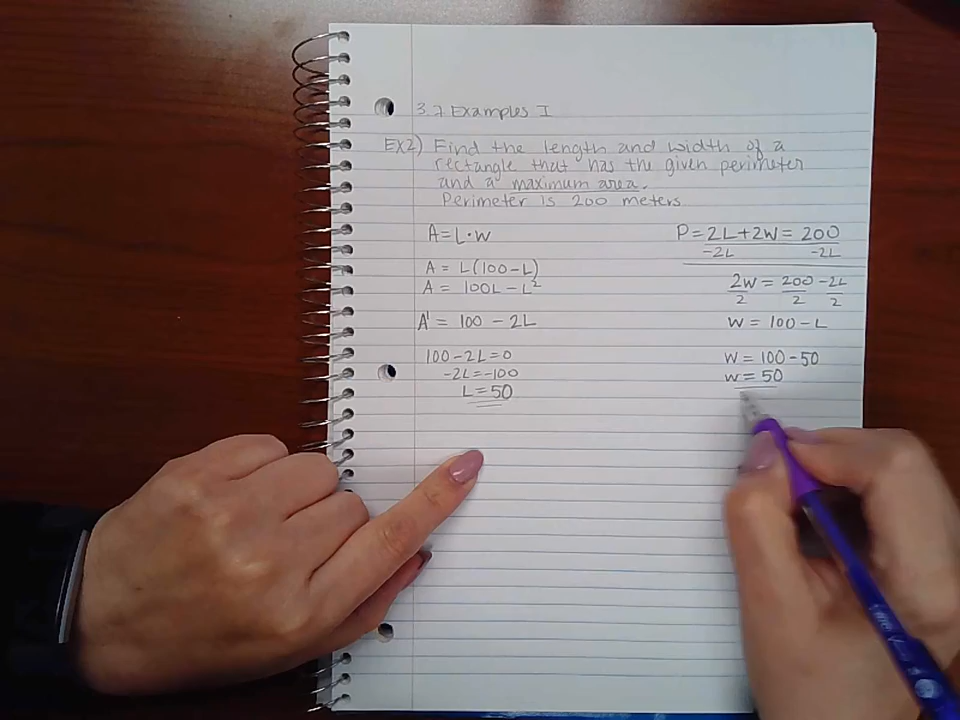 3.7 Examples I
EX2) Find the length and width of a
rectangle that has the given perimeter
and a maximum area.
Perimeter is 200 meters
A = L·W
A = L(100-L)
A = 100L - L²
A' = 100 - 2L
100 - 2L = 0
-2L = -100
L = 50
P = 2L + 2W = 200
-2L -2L
2W = 200 - 2L
2 2 2
W = 100 - L
W = 100 - 50
W = 50